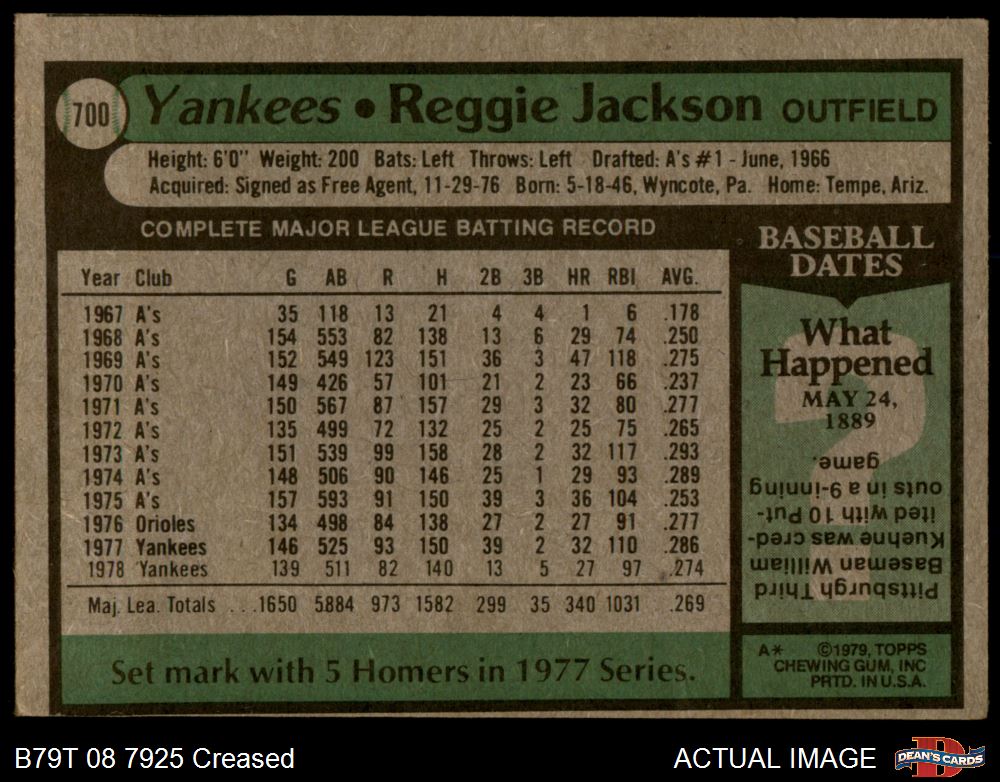 700
Yankees • Reggie Jackson OUTFIELD
Height: 6'0" Weight: 200 Bats: Left Throws: Left Drafted: A's #1 - June, 1966
Acquired: Signed as Free Agent, 11-29-76 Born: 5-18-46, Wyncote, Pa. Home: Tempe, Ariz.
COMPLETE MAJOR LEAGUE BATTING RECORD
Year Club G AB R H 2B 3B HR RBI AVG.
1967 A's 35 118 13 21 4 4 1 6 .178
1968 A's 154 553 82 138 13 6 29 74 .250
1969 A's 152 549 123 151 36 3 47 118 .275
1970 A's 149 426 57 101 21 2 23 66 .237
1971 A's 150 567 87 157 29 3 32 80 .277
1972 A's 135 499 72 132 25 2 25 75 .265
1973 A's 151 539 99 158 28 2 32 117 .293
1974 A's 148 506 90 146 25 1 29 93 .289
1975 A's 157 593 91 150 39 3 36 104 .253
1976 Orioles 134 498 84 138 27 2 27 91 .277
1977 Yankees 146 525 93 150 39 2 32 110 .286
1978 Yankees 139 511 82 140 13 5 27 97 .274
Maj. Lea. Totals ...1650 5884 973 1582 299 35 340 1031 .269
Set mark with 5 Homers in 1977 Series.
BASEBALL
DATES
What
Happened
MAY 24,
1889
?
Pittsburgh Third
Baseman William
Kuehne was cred-
ited with 10 Put-
outs in a 9-inning
game.
A* ©1979, TOPPS
CHEWING GUM, INC
PRTD. IN U.S.A.
B79T 08 7925 Creased
ACTUAL IMAGE
D
DEAN'S CARDS